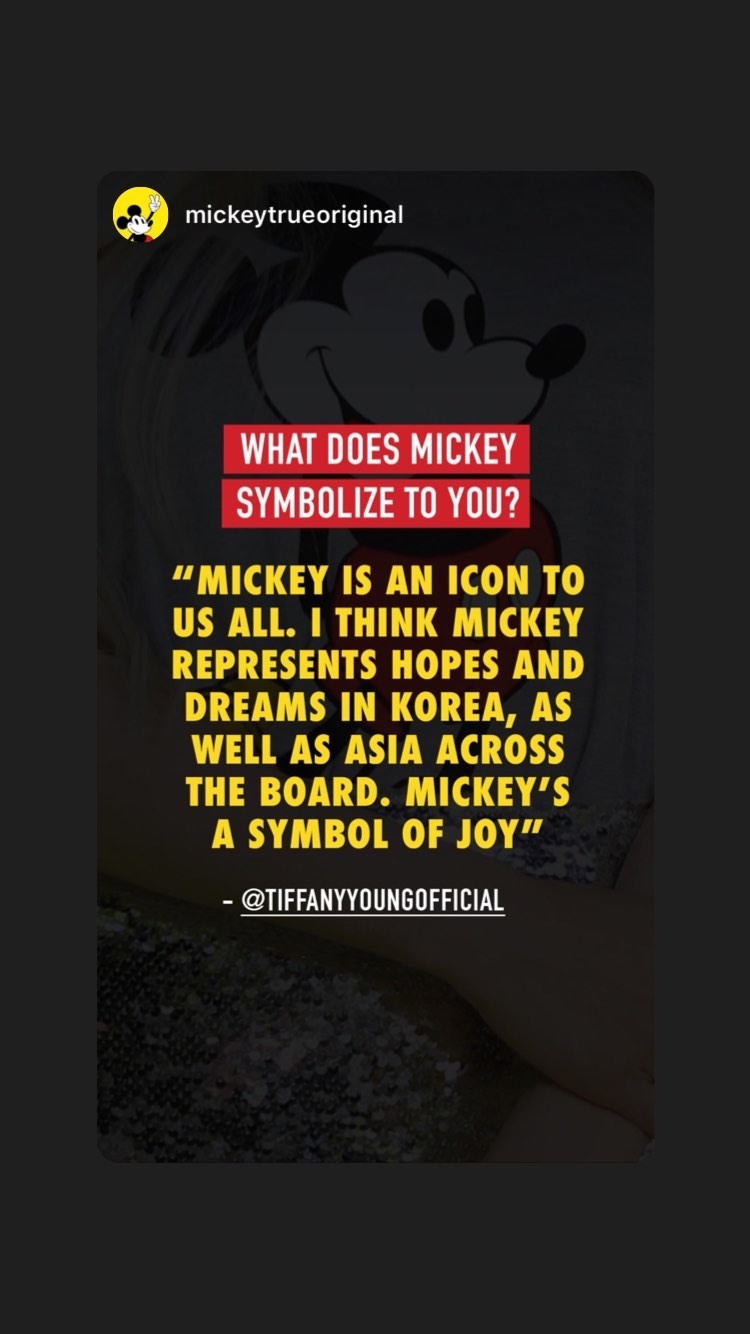 mickeytrueoriginal
WHAT DOES MICKEY
SYMBOLIZE TO YOU?
“MICKEY IS AN ICON TO
US ALL. I THINK MICKEY
REPRESENTS HOPES AND
DREAMS IN KOREA, AS
WELL AS ASIA ACROSS
THE BOARD. MICKEY’S
A SYMBOL OF JOY”
- @TIFFANYYOUNGOFFICIAL